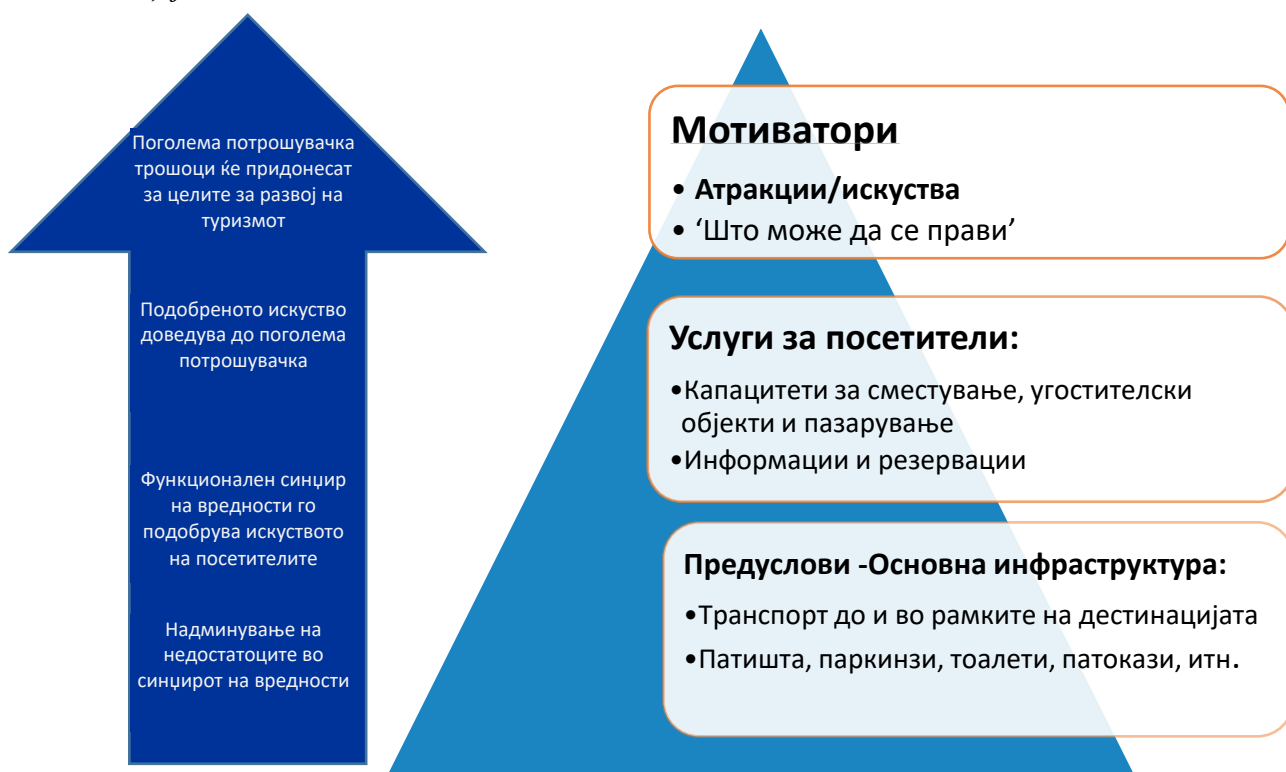 Поголема потрошувачка
трошоци ќе придонесат
за целите за развој на
туризмот
Подобреното искуство
доведува до поголема
потрошувачка
Функционален синџир
на вредности го
подобрува искуството
на посетителите
Надминување на
недостатоците во
синџирот на вредности
Мотиватори
• Атракции/искуства
• ‘Што може да се прави’
Услуги за посетители:
•Капацитети за сместување, угостителски
објекти и пазарување
•Информации и резервации
Предуслови -Основна инфраструктура:
•Транспорт до и во рамките на дестинацијата
•Патишта, паркинзи, тоалети, патокази, итн.